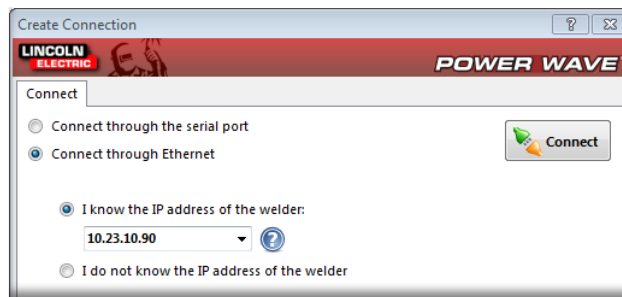 Create Connection
LINCOLN
ELECTRIC
POWER WAVE
Connect
Connect through the serial port
Connect through Ethernet
Connect
I know the IP address of the welder:
10.23.10.90
I do not know the IP address of the welder